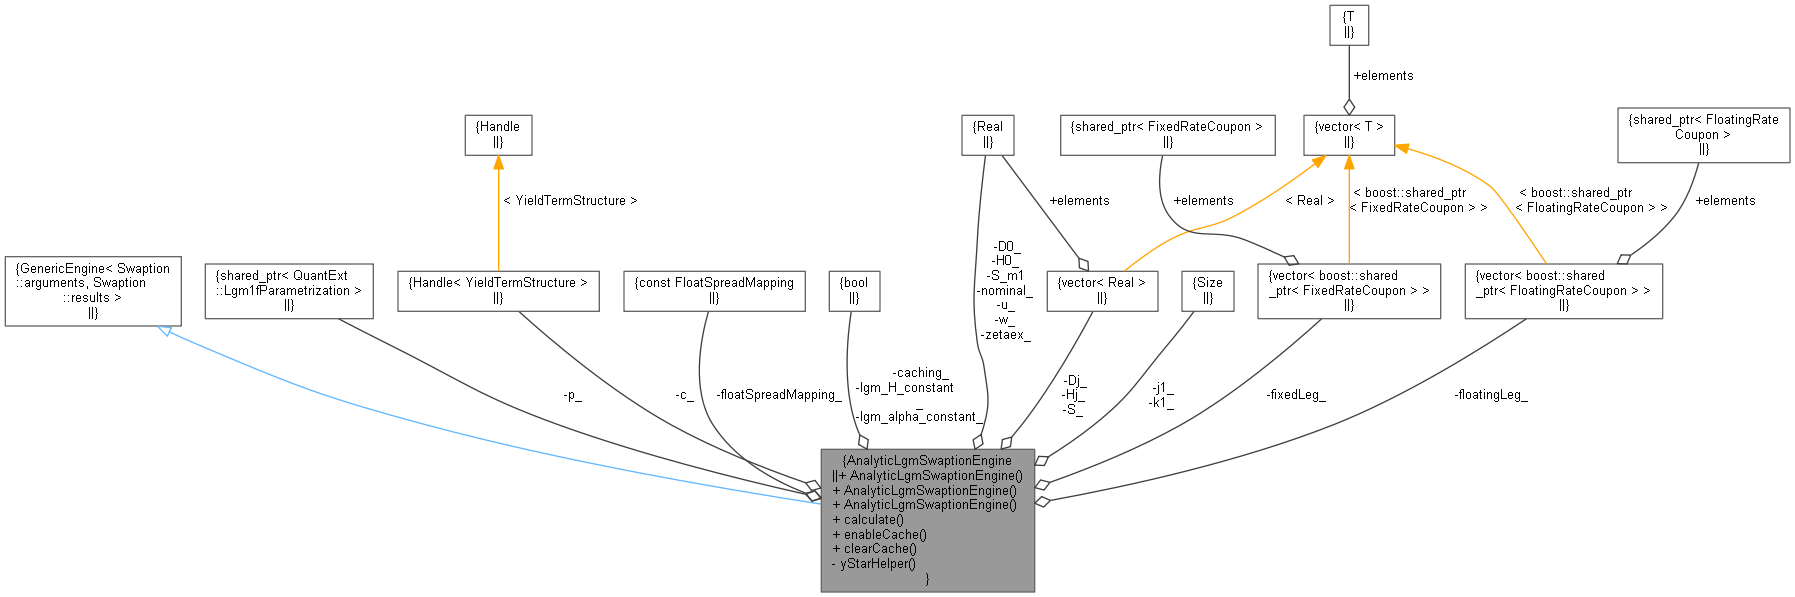 {T
||}
+elements
{Handle
||}
{Real
||}
{shared_ptr< FixedRateCoupon >
||}
{vector< T >
||}
{shared_ptr< FloatingRate
Coupon >
||}
< YieldTermStructure >
+elements
+elements
< Real >
< boost::shared_ptr
< FixedRateCoupon > >
< boost::shared_ptr
< FloatingRateCoupon > >
+elements
{GenericEngine< Swaption
::arguments, Swaption
::results >
||}
{shared_ptr< QuantExt
::Lgm1fParametrization >
||}
{Handle< YieldTermStructure >
||}
{const FloatSpreadMapping
||}
{bool
||}
-D0_
-H0_
-S_m1
-nominal_
-u_
-w_
-zetaex_
{vector< Real >
||}
{Size
||}
{vector< boost::shared
_ptr< FixedRateCoupon > >
||}
{vector< boost::shared
_ptr< FloatingRateCoupon > >
||}
-p_
-c_
-floatSpreadMapping_
-caching_
-lgm_H_constant
_
-lgm_alpha_constant_
-Dj_
-Hj_
-S_
-j1_
-k1_
-fixedLeg_
-floatingLeg_
{AnalyticLgmSwaptionEngine
||+ AnalyticLgmSwaptionEngine()
+ AnalyticLgmSwaptionEngine()
+ AnalyticLgmSwaptionEngine()
+ calculate()
+ enableCache()
+ clearCache()
- yStarHelper()
}